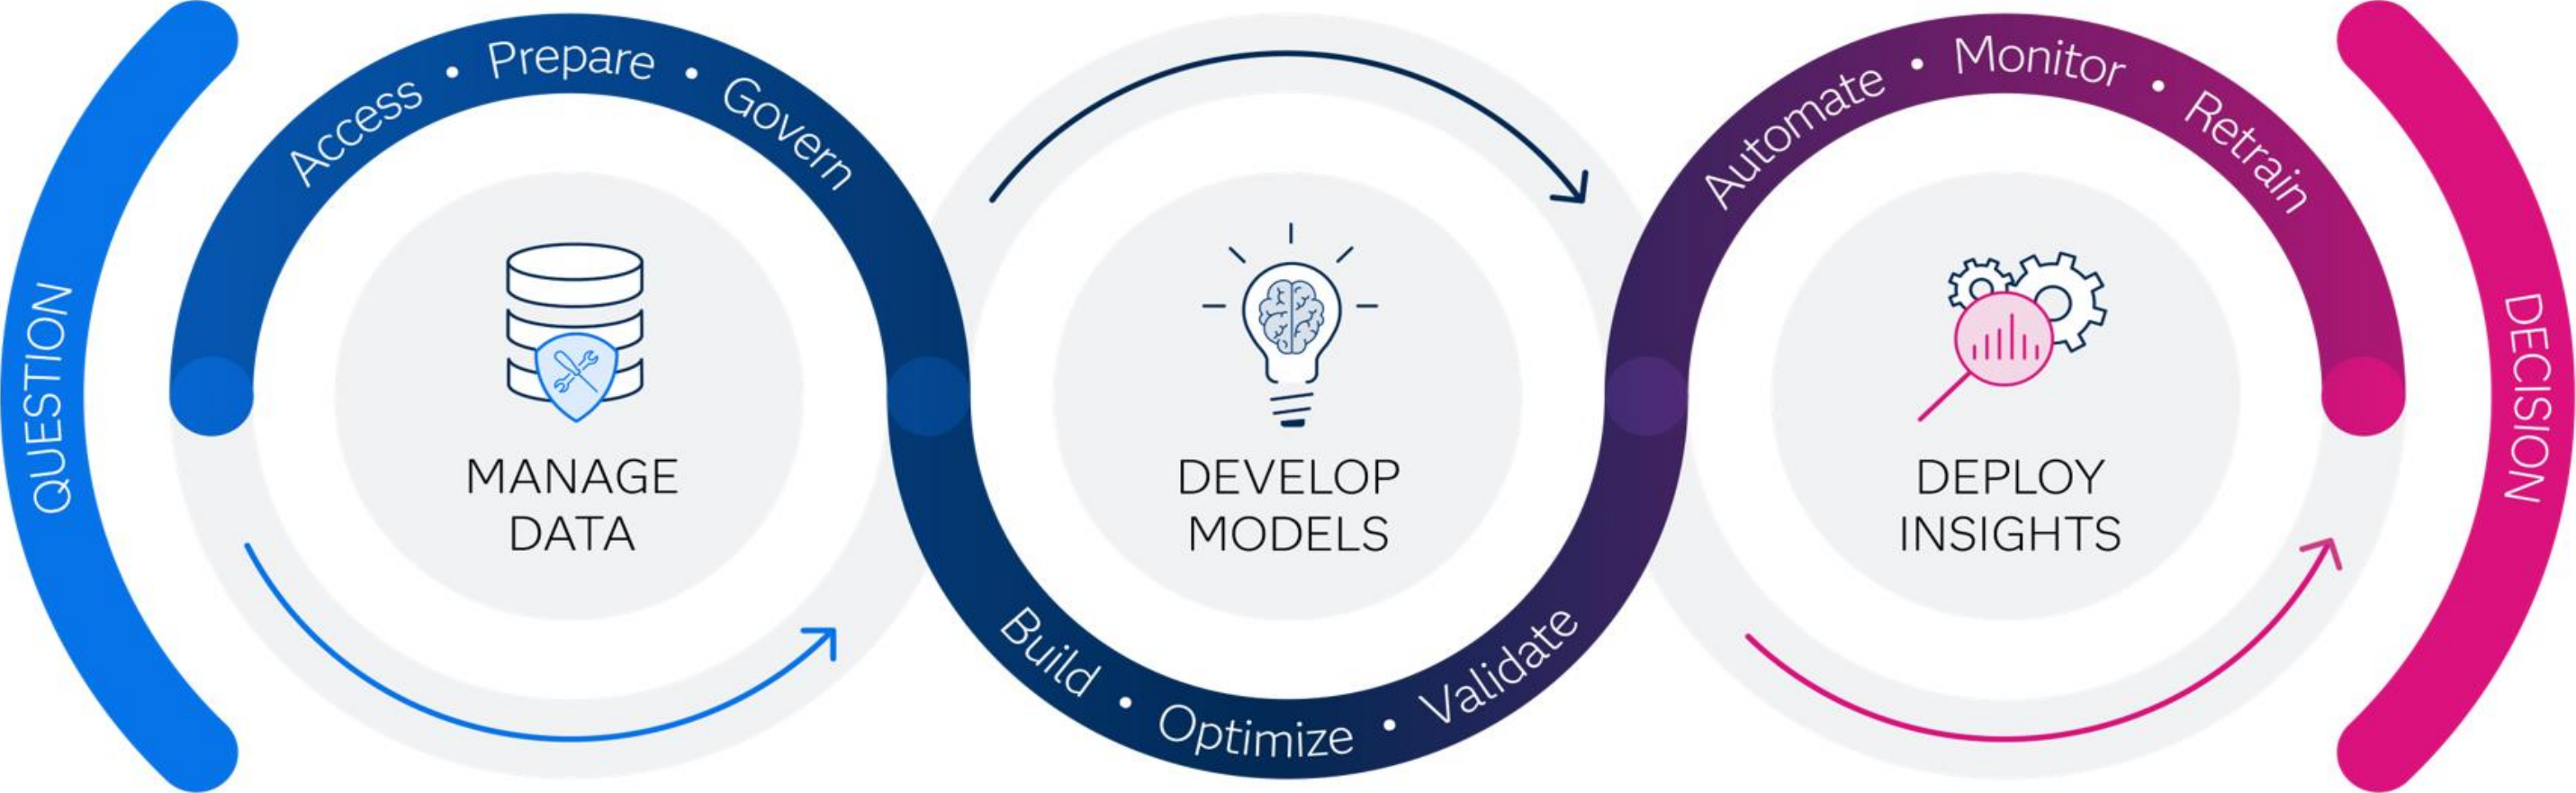 QUESTION
Access • Prepare • Govern
MANAGE
DATA
DEVELOP
MODELS
Build • Optimize • Validate
Automate • Monitor • Retrain
DEPLOY
INSIGHTS
DECISION